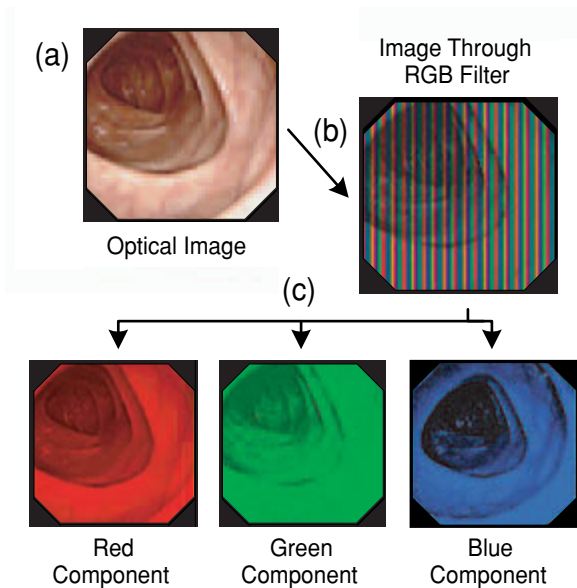 (a)
Image Through
RGB Filter
(b)
Optical Image
(c)
Red
Component
Green
Component
Blue
Component